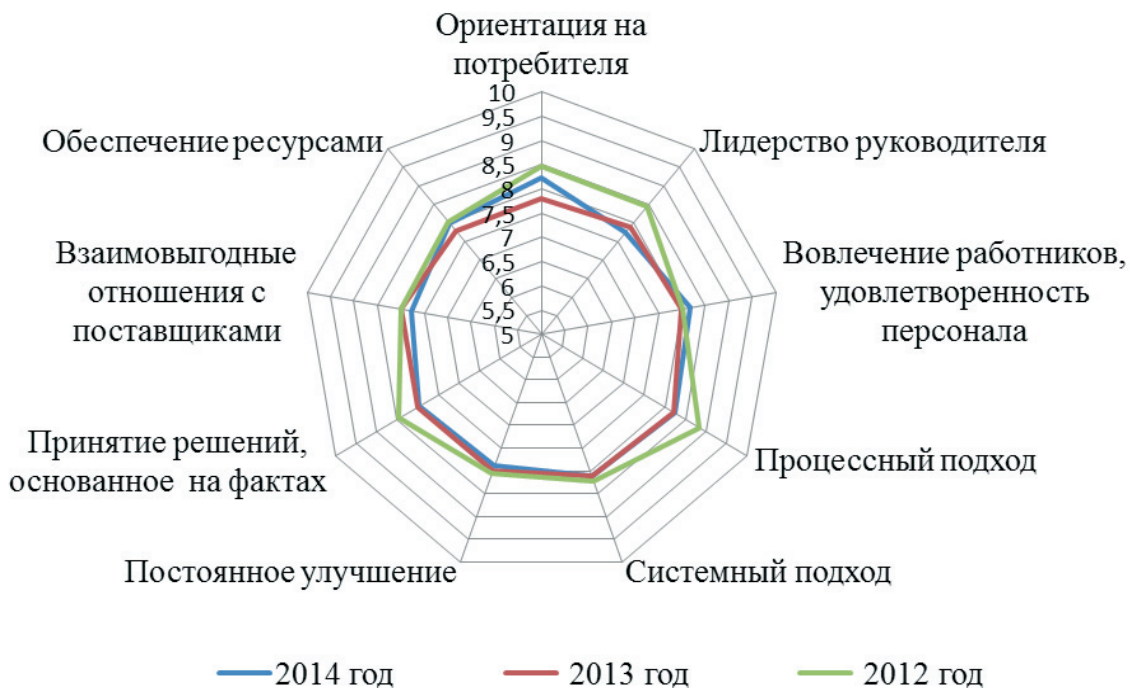 Ориентация на
потребителя
10
9,5
9
8,5
8
7,5
7
6,5
6
5,5
5
Обеспечение ресурсами
Лидерство руководителя
Взаимовыгодные
отношения с
поставщиками
Вовлечение работников,
удовлетворенность
персонала
Принятие решений,
основанное на фактах
Процессный подход
Постоянное улучшение
Системный подход
2014 год
2013 год
2012 год